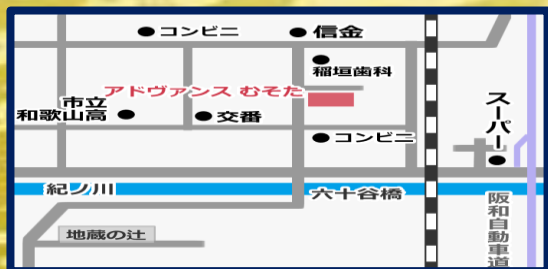 コンビニ
信金
稲垣歯科
アドヴァンス むそた
市立
和歌山高
交番
コンビニ
スーパー
紀ノ川
六十谷橋
阪和自動車道
地蔵の辻